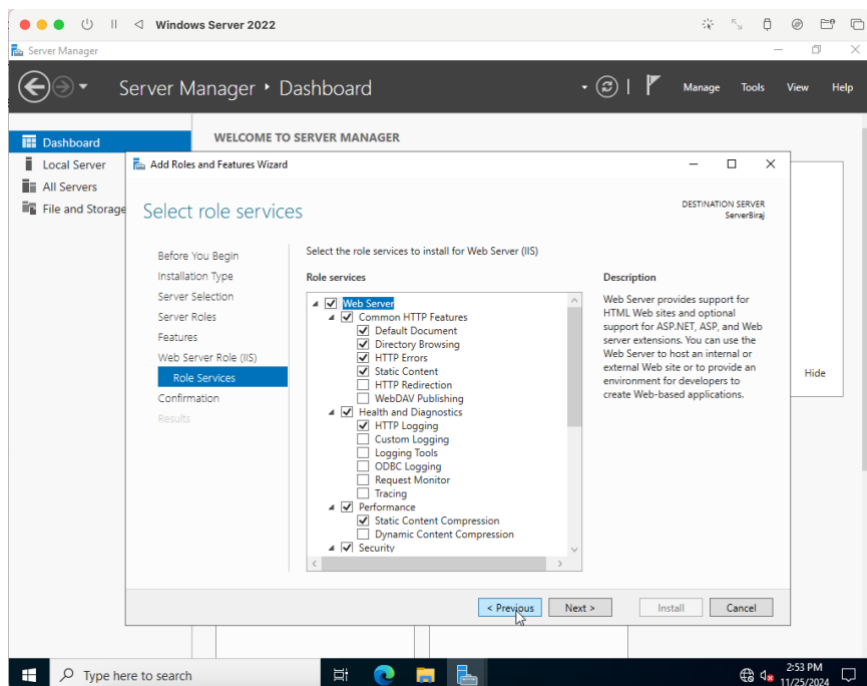 Windows Server 2022
Server Manager
Server Manager • Dashboard
Manage Tools View Help
Dashboard
Local Server
All Servers
File and Storage
WELCOME TO SERVER MANAGER
Add Roles and Features Wizard
Select role services
DESTINATION SERVER
ServerBiraj
Before You Begin
Installation Type
Server Selection
Server Roles
Features
Web Server Role (IIS)
Role Services
Confirmation
Results
Select the role services to install for Web Server (IIS)
Role services
Web Server
Common HTTP Features
Default Document
Directory Browsing
HTTP Errors
Static Content
HTTP Redirection
WebDAV Publishing
Health and Diagnostics
HTTP Logging
Custom Logging
Logging Tools
ODBC Logging
Request Monitor
Tracing
Performance
Static Content Compression
Dynamic Content Compression
Security
Description
Web Server provides support for
HTML Web sites and optional
support for ASP.NET, ASP, and Web
server extensions. You can use the
Web Server to host an internal or
external Web site or to provide an
environment for developers to
create Web-based applications.
Hide
< Previous Next > Install Cancel
Type here to search
2:53 PM
11/25/2024